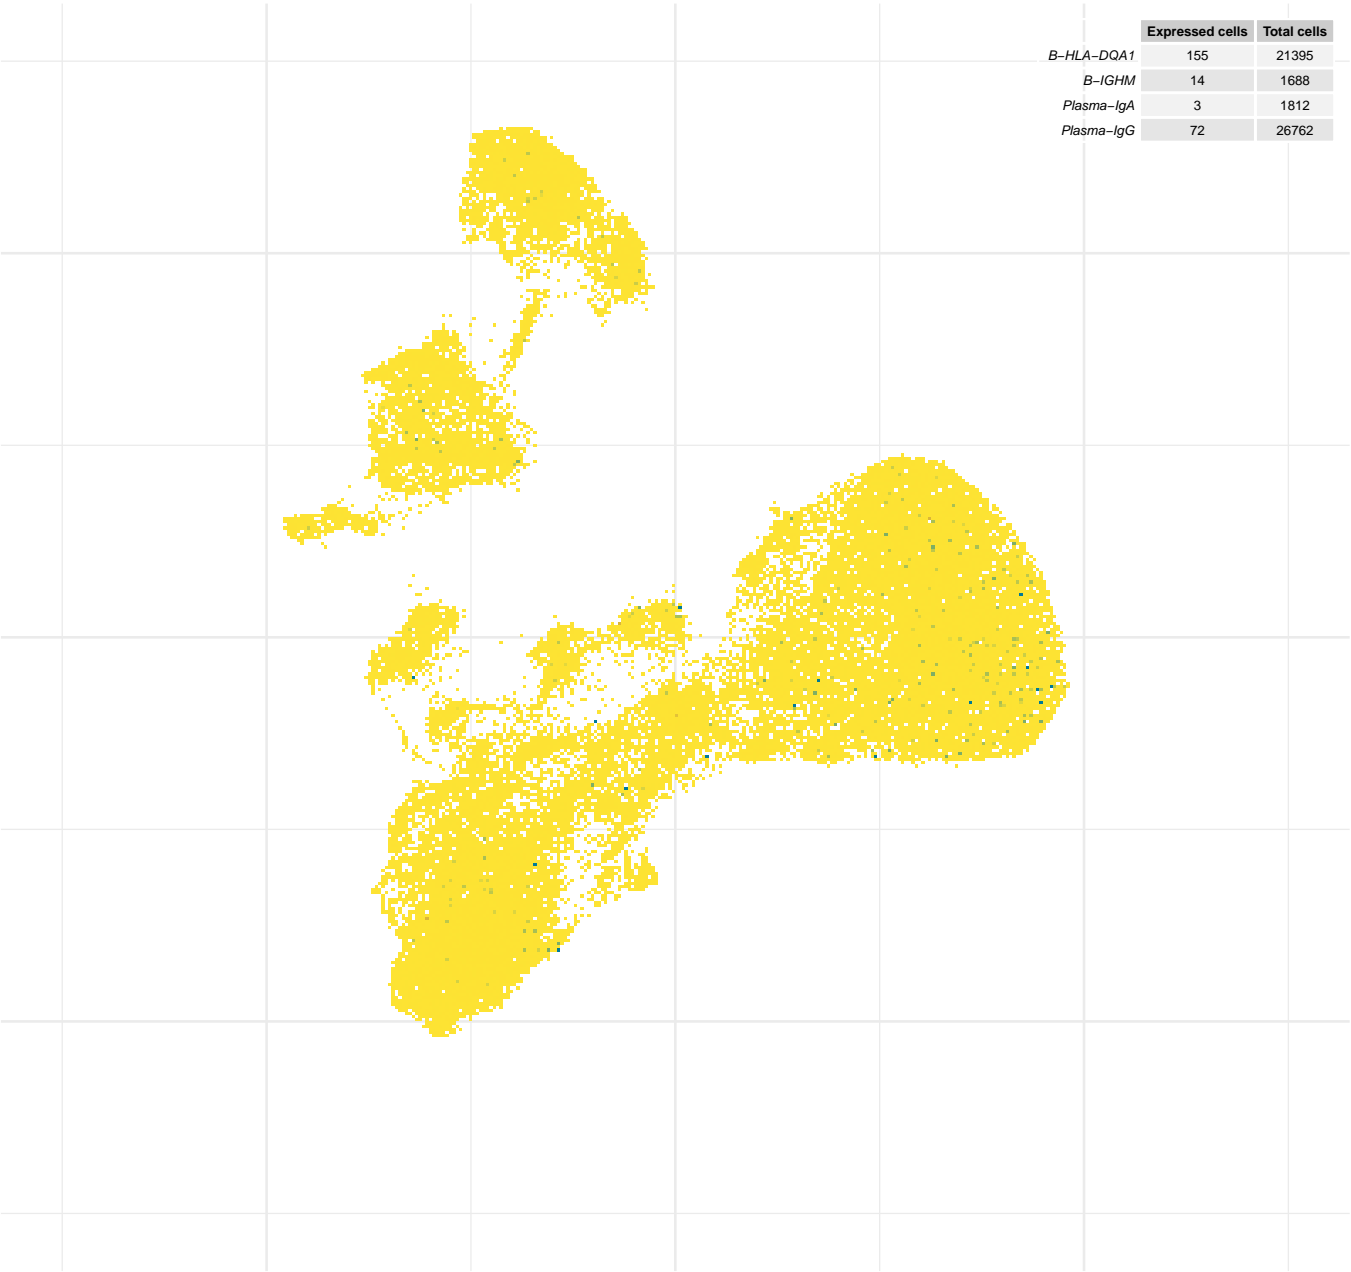 Expressed cells Total cells
B−HLA−DQA1 155 21395
B−IGHM 14 1688
Plasma−IgA 3 1812
Plasma−IgG 72 26762